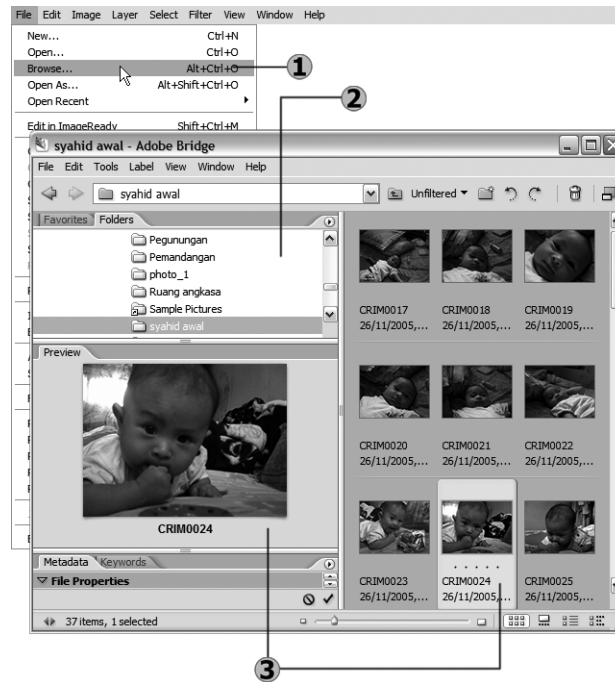 File Edit Image Layer Select Filter View Window Help
New... Ctrl+N
Open... Ctrl+O
Browse... Alt+Ctrl+O
Open As... Alt+Shift+Ctrl+O
Open Recent
Edit in ImageReady Shift+Ctrl+M
1
2
syahid awal - Adobe Bridge
File Edit Tools Label View Window Help
syahid awal
Unfiltered
Favorites Folders
Pegunungan
Pemandangan
photo_1
Ruang angkasa
Sample Pictures
syahid awal
Preview
CRIM0024
Metadata Keywords
File Properties
CRIM0017 CRIM0018 CRIM0019
26/11/2005,... 26/11/2005,... 26/11/2005,...
CRIM0020 CRIM0021 CRIM0022
26/11/2005,... 26/11/2005,... 26/11/2005,...
CRIM0023 CRIM0024 CRIM0025
26/11/2005,... 26/11/2005,... 26/11/2005,...
37 items, 1 selected
3